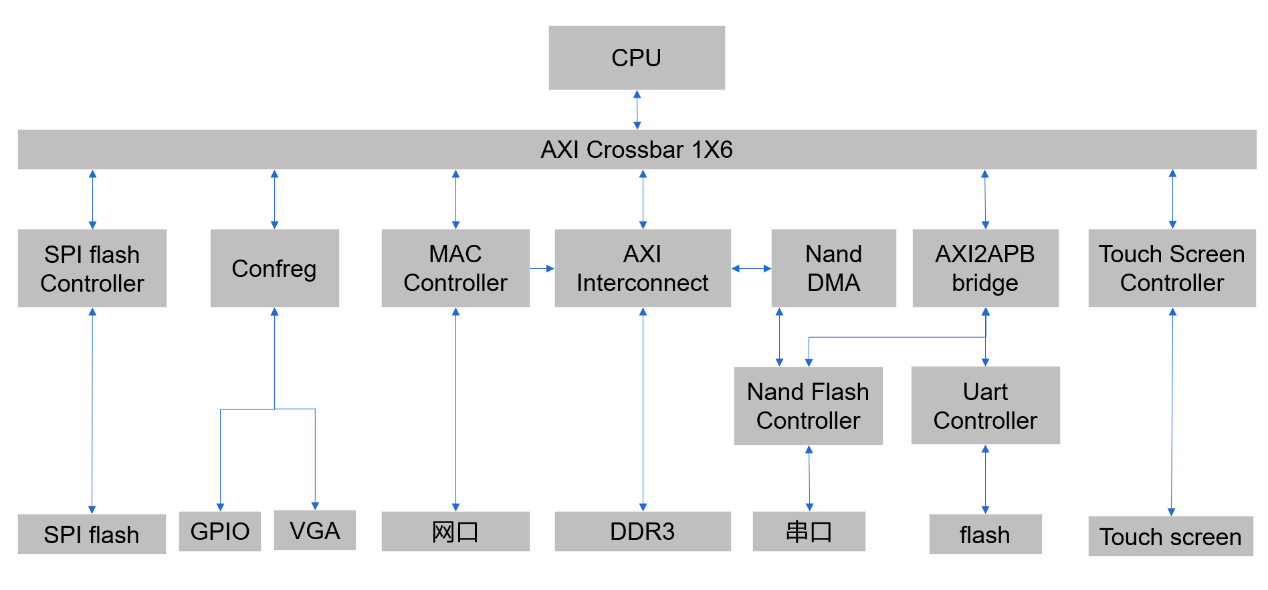 CPU
AXI Crossbar 1X6
SPI flash
Controller
Confreg
MAC
Controller
AXI
Interconnect
Nand
DMA
AXI2APB
bridge
Touch Screen
Controller
Nand Flash
Controller
Uart
Controller
SPI flash
GPIO
VGA
网口
DDR3
串口
flash
Touch screen